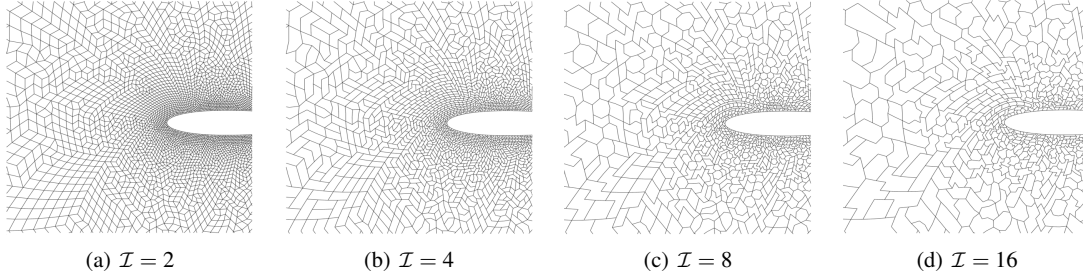 (a) ℐ = 2
(b) ℐ = 4
(c) ℐ = 8
(d) ℐ = 16